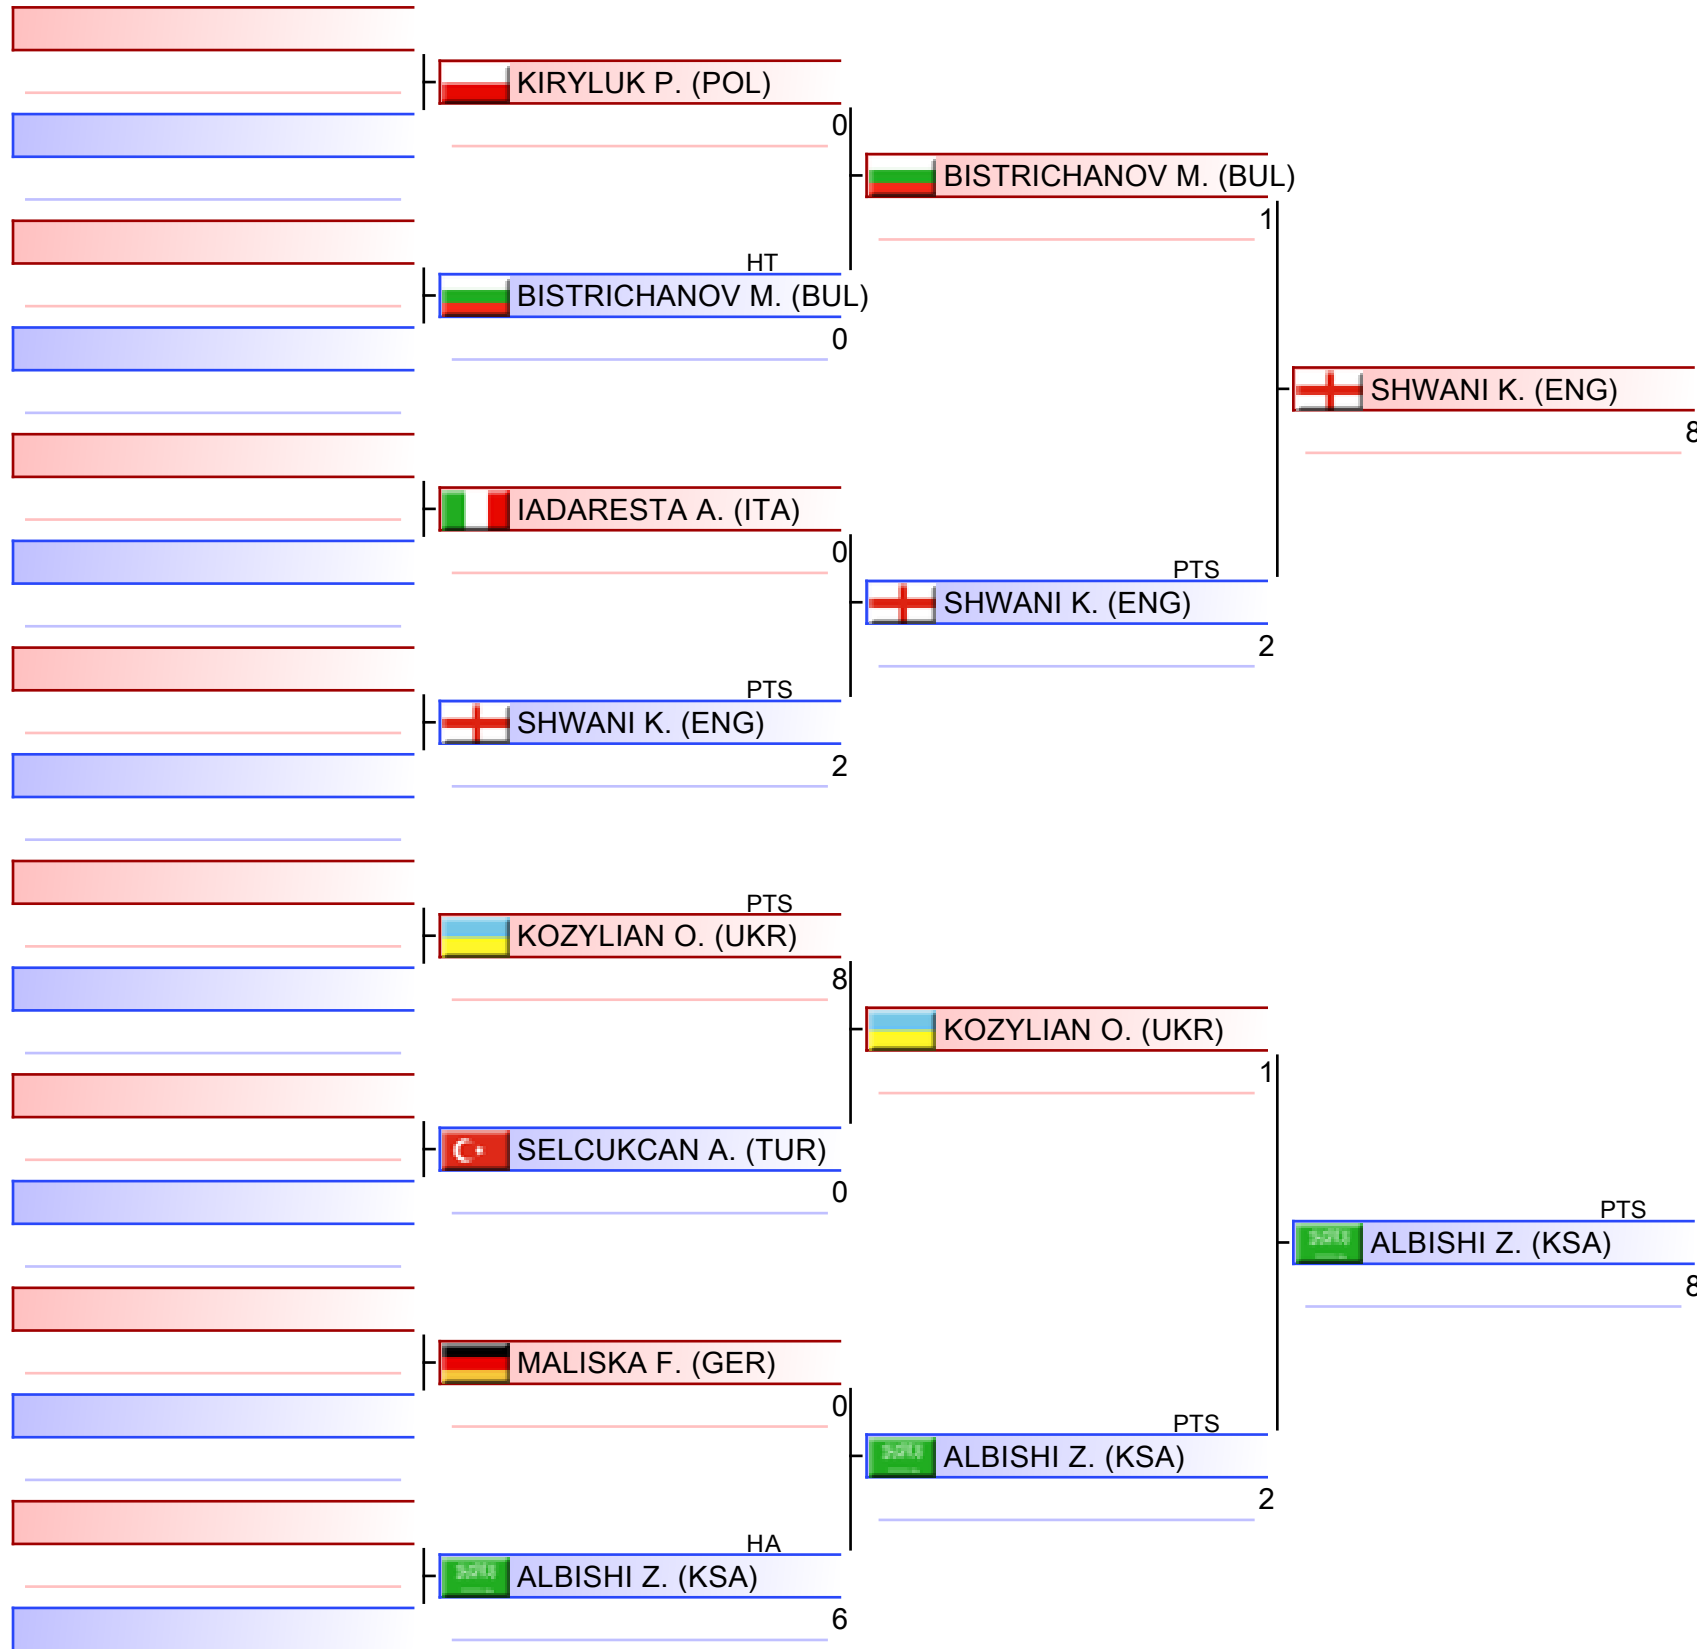 KIRYLUK P. (POL)
0
BISTRICHANOV M. (BUL)
1
HT
BISTRICHANOV M. (BUL)
0
SHWANI K. (ENG)
8
IADARESTA A. (ITA)
0
PTS
SHWANI K. (ENG)
2
PTS
SHWANI K. (ENG)
2
PTS
KOZYLIAN O. (UKR)
8
KOZYLIAN O. (UKR)
1
SELCUKCAN A. (TUR)
0
PTS
ALBISHI Z. (KSA)
8
MALISKA F. (GER)
0
PTS
ALBISHI Z. (KSA)
2
HA
ALBISHI Z. (KSA)
6